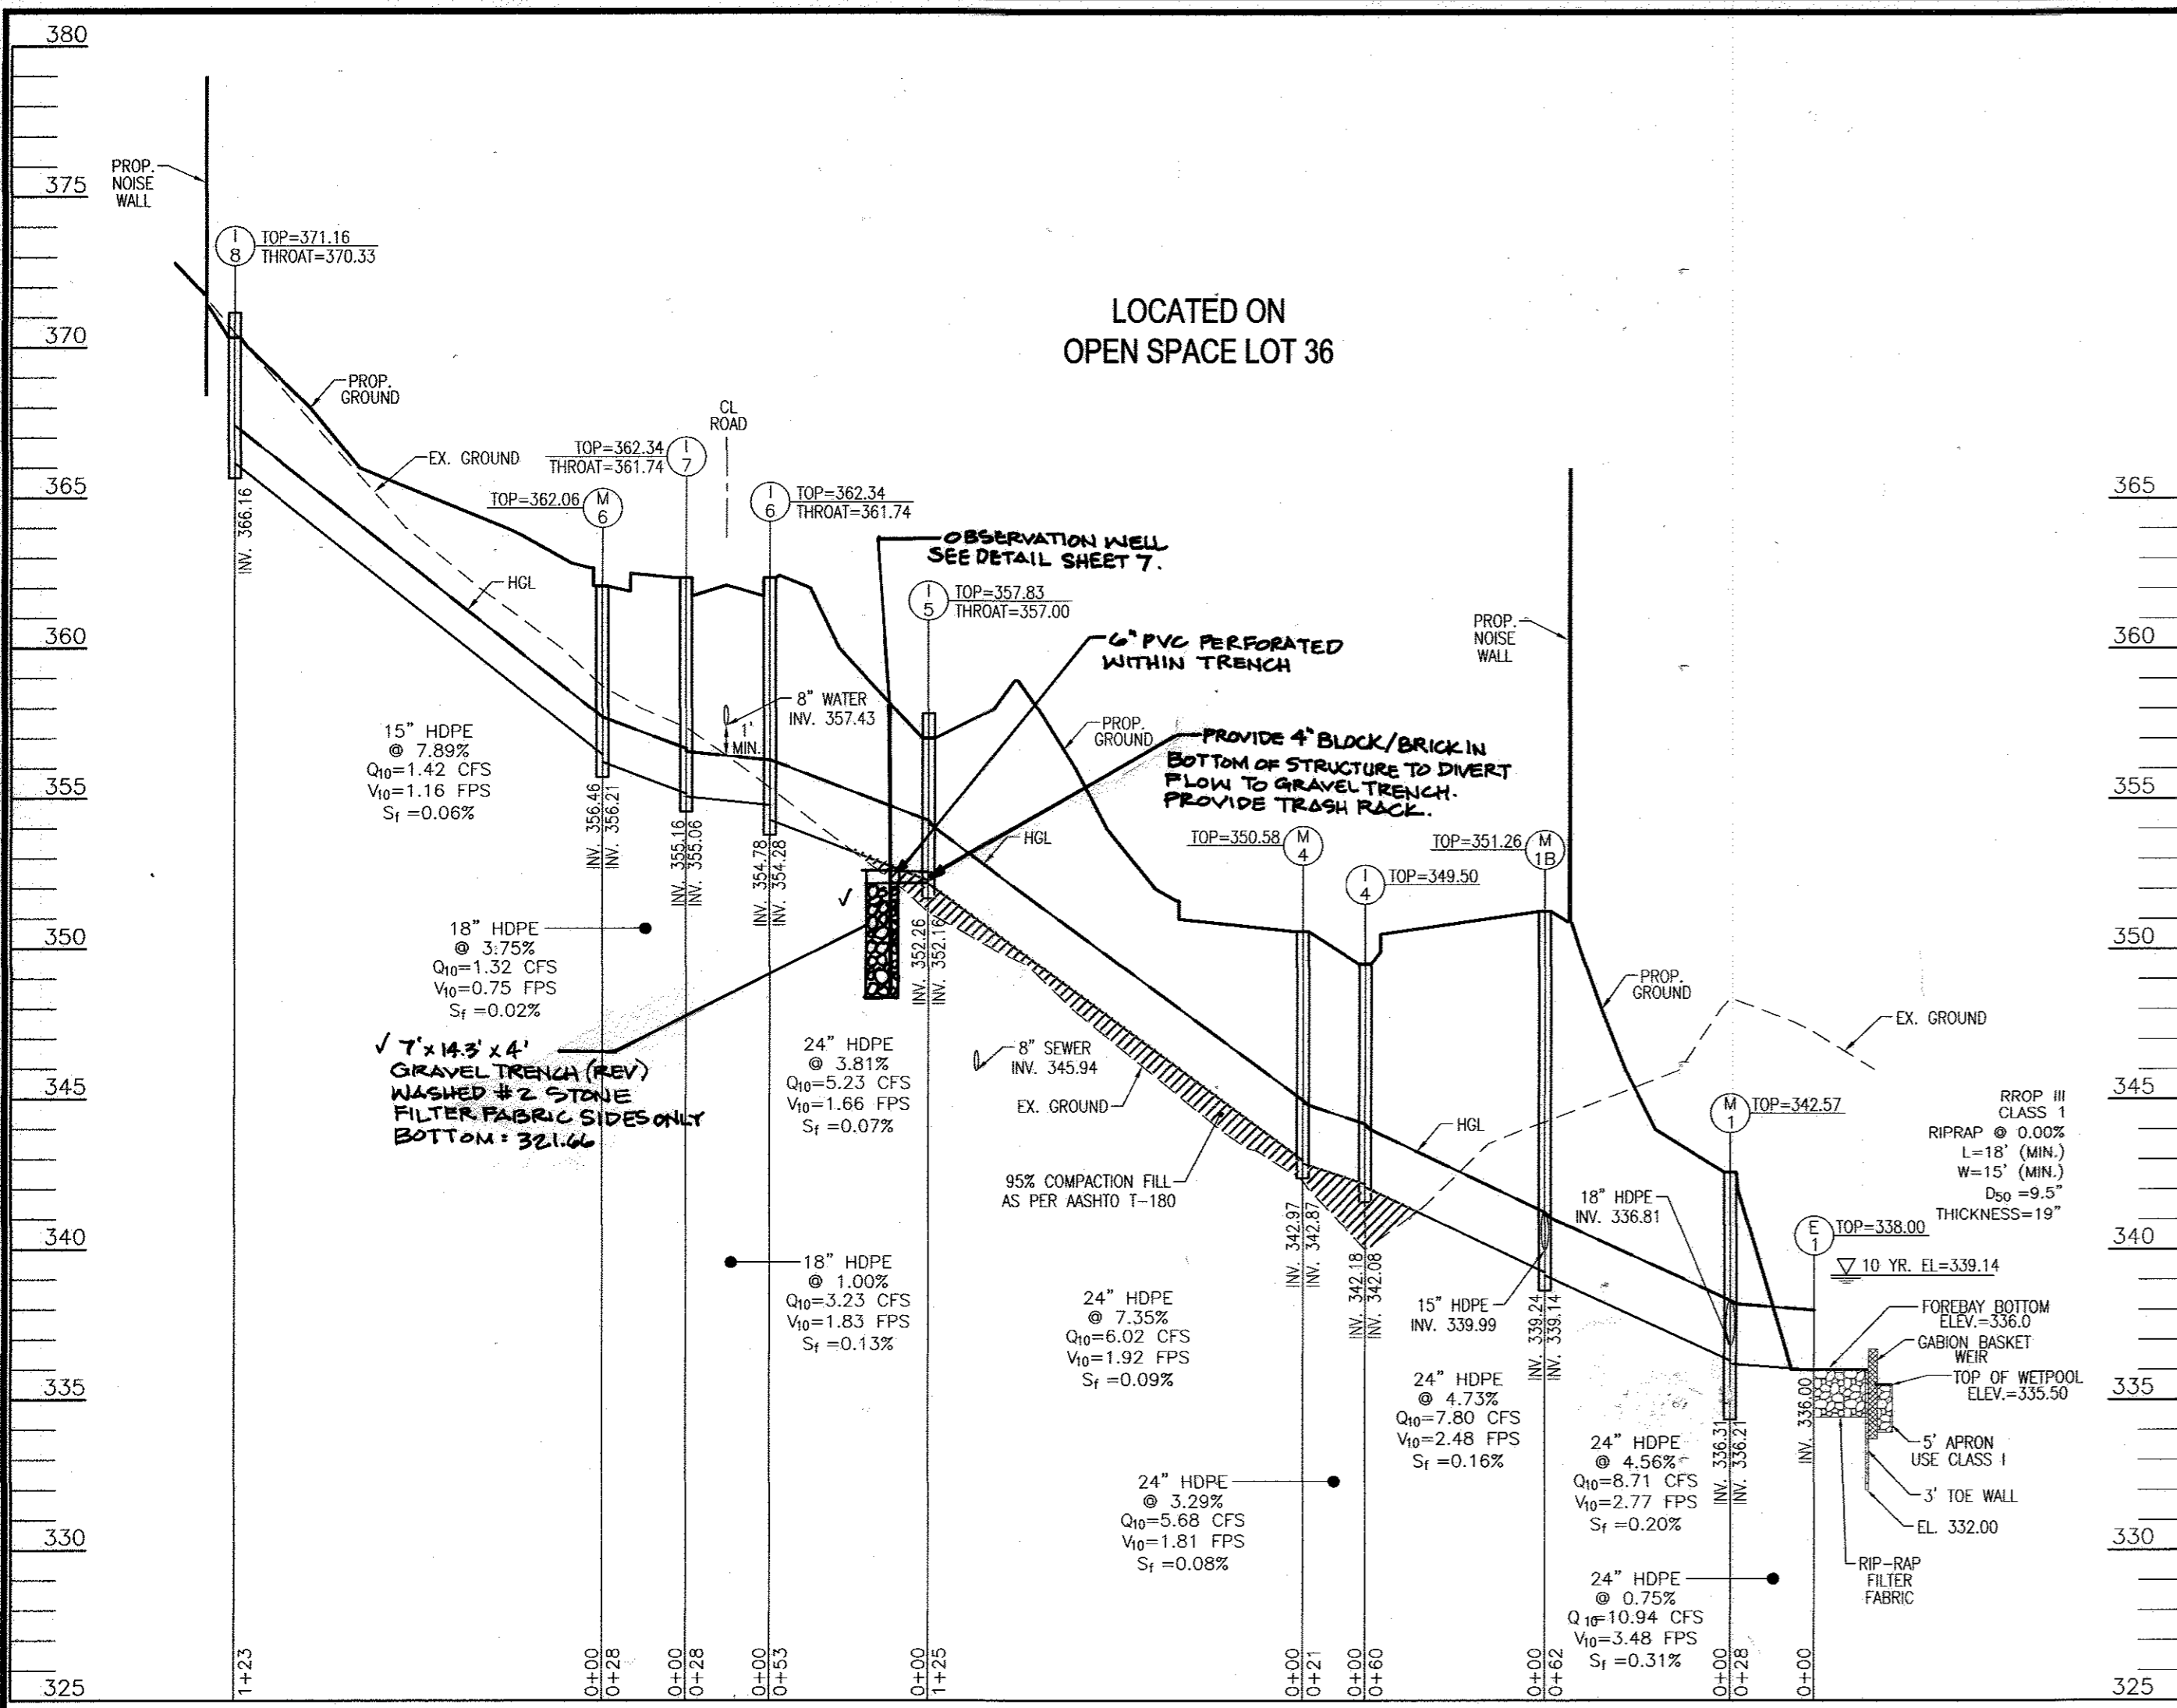 380
375
370
365
360
355
350
345
340
335
330
325
PROP.
NOISE
WALL
I
8
TOP=371.16
THROAT=370.33
INV. 366.16
PROP.
GROUND
EX. GROUND
HGL
LOCATED ON
OPEN SPACE LOT 36
TOP=362.06
M
6
TOP=362.34
THROAT=361.74
I
7
CL
ROAD
I
6
TOP=362.34
THROAT=361.74
OBSERVATION WELL
SEE DETAIL SHEET 7.
I
5
TOP=357.83
THROAT=357.00
6" PVC PERFORATED
WITHIN TRENCH
8" WATER
INV. 357.43
1'
MIN.
PROP.
GROUND
PROVIDE 4" BLOCK/BRICK IN
BOTTOM OF STRUCTURE TO DIVERT
FLOW TO GRAVEL TRENCH.
PROVIDE TRASH RACK.
PROP.
NOISE
WALL
15" HDPE
@ 7.89%
Q10=1.42 CFS
V10=1.16 FPS
Sf =0.06%
INV. 356.46
INV. 356.21
INV. 355.16
INV. 355.06
INV. 354.78
INV. 354.28
HGL
TOP=350.58
M
4
I
4
TOP=349.50
TOP=351.26
M
1B
18" HDPE
@ 3.75%
Q10=1.32 CFS
V10=0.75 FPS
Sf =0.02%
✓
INV. 352.26
INV. 352.16
✓ 7' x 14.3' x 4'
GRAVEL TRENCH (REV)
WASHED #2 STONE
FILTER FABRIC SIDES ONLY
BOTTOM: 321.66
24" HDPE
@ 3.81%
Q10=5.23 CFS
V10=1.66 FPS
Sf =0.07%
8" SEWER
INV. 345.94
EX. GROUND
95% COMPACTION FILL
AS PER AASHTO T-180
HGL
PROP.
GROUND
EX. GROUND
M
1
TOP=342.57
RROP III
CLASS 1
RIPRAP @ 0.00%
L=18' (MIN.)
W=15' (MIN.)
D50 =9.5"
THICKNESS=19"
18" HDPE
INV. 336.81
E
1
TOP=338.00
10 YR. EL=339.14
INV. 342.97
INV. 342.87
INV. 342.18
INV. 342.08
15" HDPE
INV. 339.99
INV. 339.24
INV. 339.14
18" HDPE
@ 1.00%
Q10=3.23 CFS
V10=1.83 FPS
Sf =0.13%
24" HDPE
@ 7.35%
Q10=6.02 CFS
V10=1.92 FPS
Sf =0.09%
FOREBAY BOTTOM
ELEV.=336.0
GABION BASKET
WEIR
TOP OF WETPOOL
ELEV.=335.50
24" HDPE
@ 4.73%
Q10=7.80 CFS
V10=2.48 FPS
Sf =0.16%
INV. 336.31
INV. 336.21
INV. 336.00
5' APRON
USE CLASS I
3' TOE WALL
EL. 332.00
RIP-RAP
FILTER
FABRIC
24" HDPE
@ 4.56%
Q10=8.71 CFS
V10=2.77 FPS
Sf =0.20%
24" HDPE
@ 3.29%
Q10=5.68 CFS
V10=1.81 FPS
Sf =0.08%
24" HDPE
@ 0.75%
Q10=10.94 CFS
V10=3.48 FPS
Sf =0.31%
1+23
0+00
0+28
0+00
0+28
0+00
0+53
0+00
1+25
0+00
0+21
0+00
0+60
0+00
0+62
0+00
0+28
0+00
365
360
355
350
345
340
335
330
325